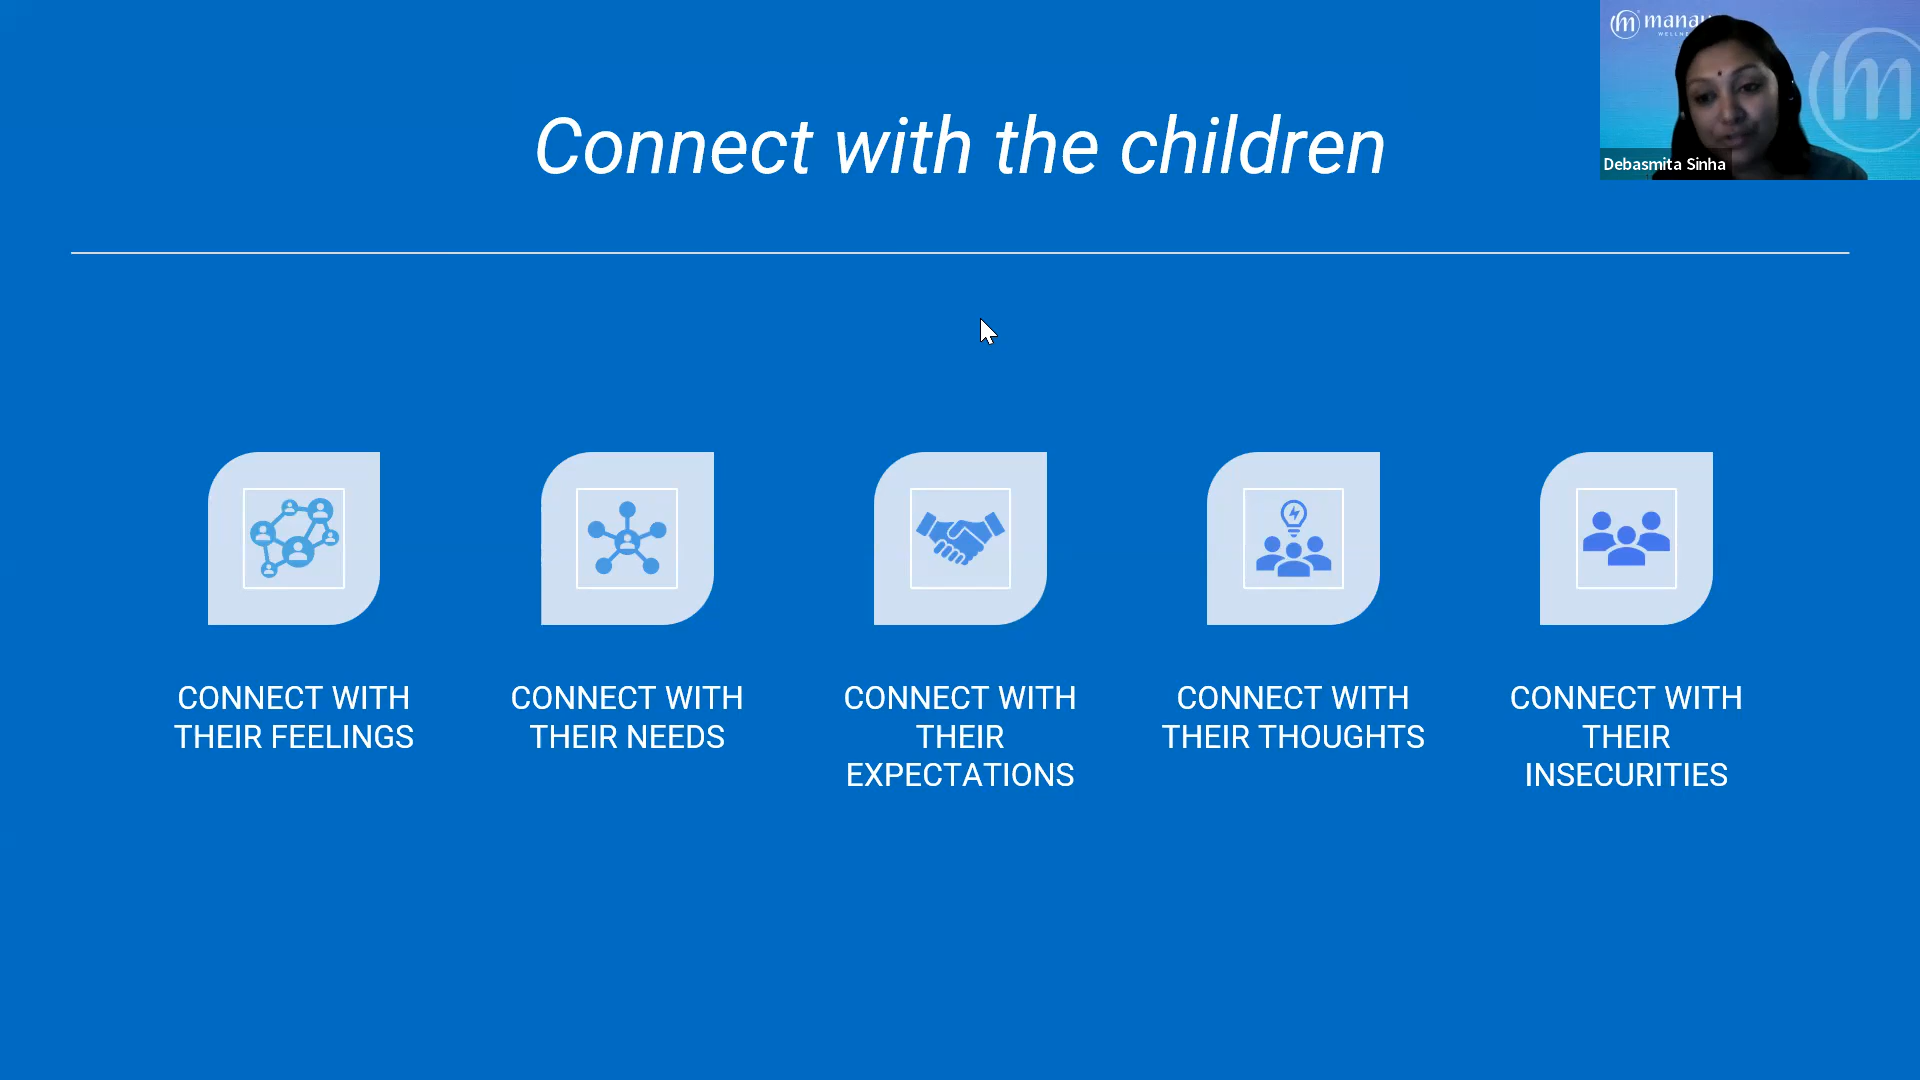 Connect with the children
m
WELLNE
m
Debasmita Sinha
CONNECT WITH
THEIR FEELINGS
CONNECT WITH
THEIR NEEDS
CONNECT WITH
THEIR
EXPECTATIONS
CONNECT WITH
THEIR THOUGHTS
CONNECT WITH
THEIR
INSECURITIES